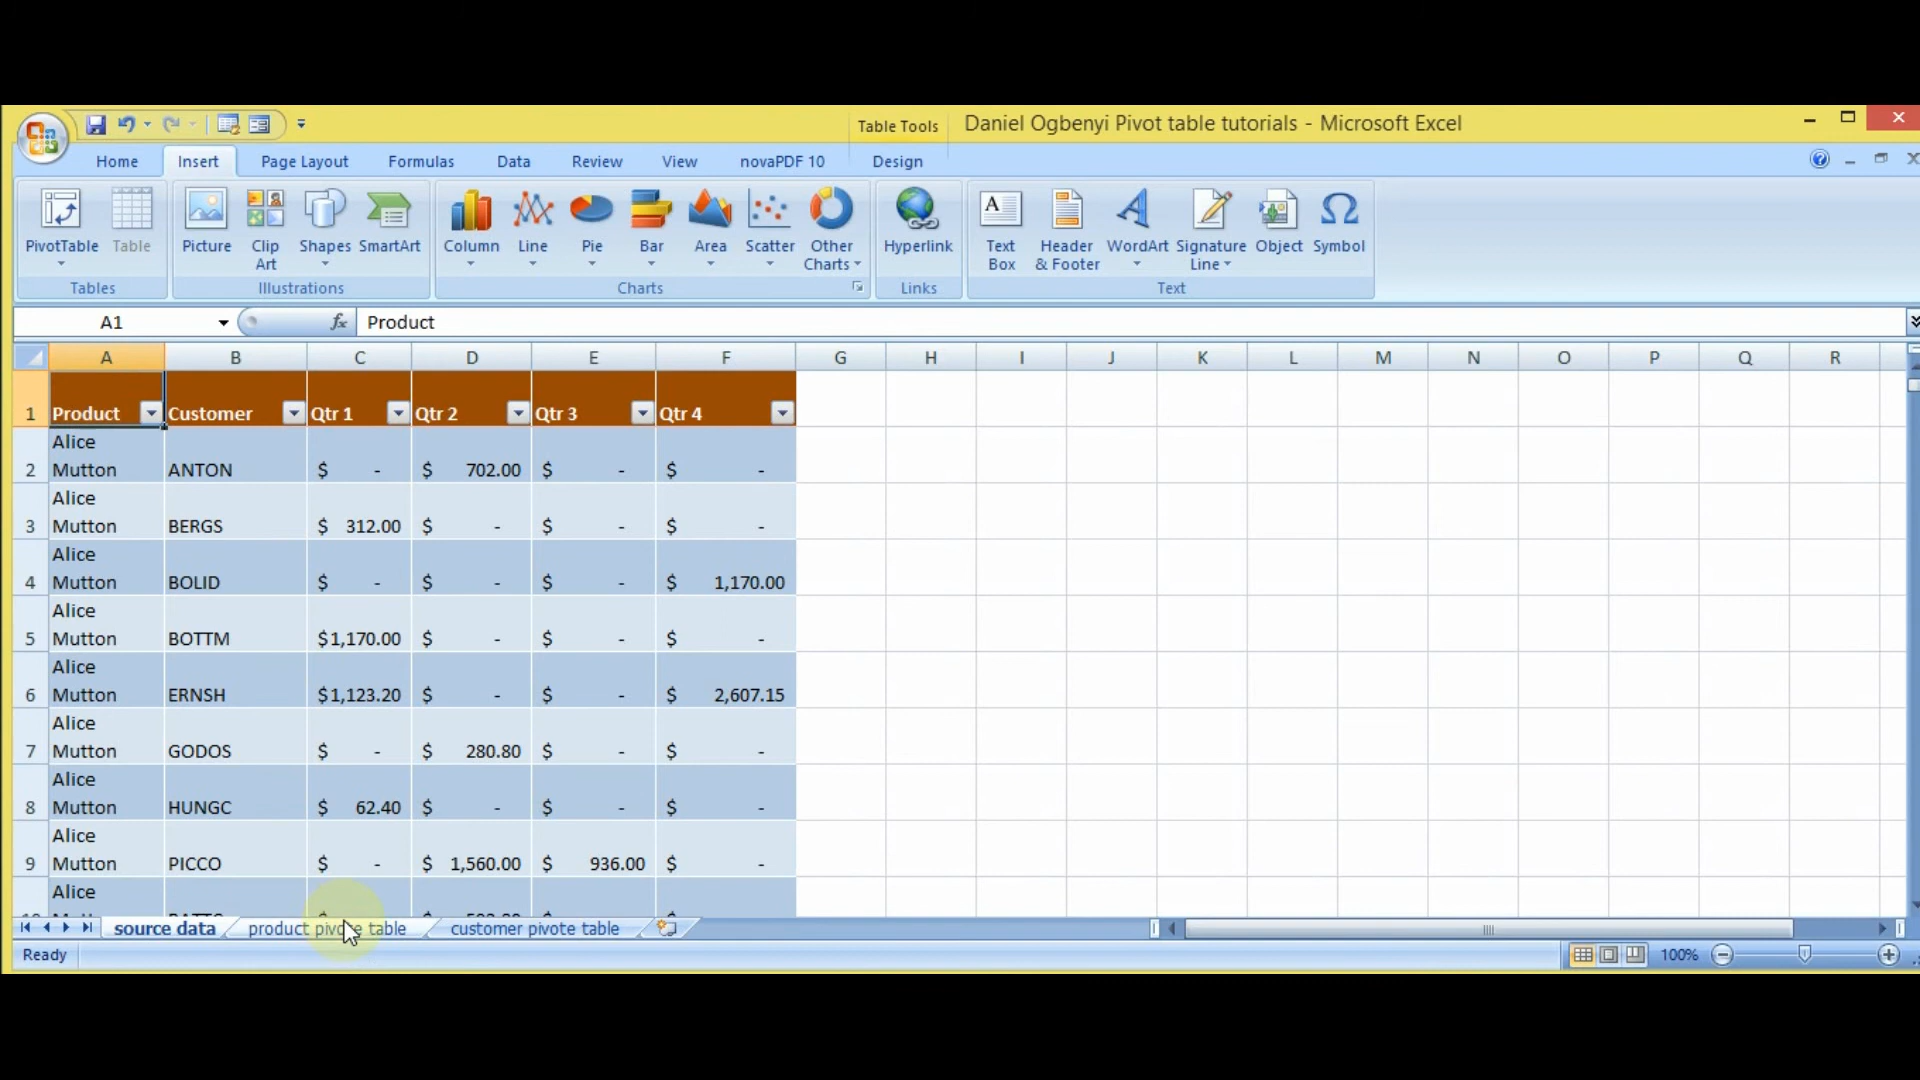 Table Tools
Daniel Ogbenyi Pivot table tutorials - Microsoft Excel
Home Insert Page Layout Formulas Data Review View novaPDF 10 Design
PivotTable Table Picture Clip Art Shapes SmartArt Column Line Pie Bar Area Scatter Other Charts Hyperlink Text Box Header & Footer WordArt Signature Line Object Symbol
Tables Illustrations Charts Links Text
A1 fx Product
A B C D E F G H I J K L M N O P Q R
1 Product Customer Qtr 1 Qtr 2 Qtr 3 Qtr 4
Alice
2 Mutton ANTON $ - $ 702.00 $ - $ -
Alice
3 Mutton BERGS $ 312.00 $ - $ - $ -
Alice
4 Mutton BOLID $ - $ - $ - $ 1,170.00
Alice
5 Mutton BOTTM $1,170.00 $ - $ - $ -
Alice
6 Mutton ERNSH $1,123.20 $ - $ - $ 2,607.15
Alice
7 Mutton GODOS $ - $ 280.80 $ - $ -
Alice
8 Mutton HUNGC $ 62.40 $ - $ - $ -
Alice
9 Mutton PICCO $ - $ 1,560.00 $ 936.00 $ -
Alice
source data product pivote table customer pivote table
Ready 100%